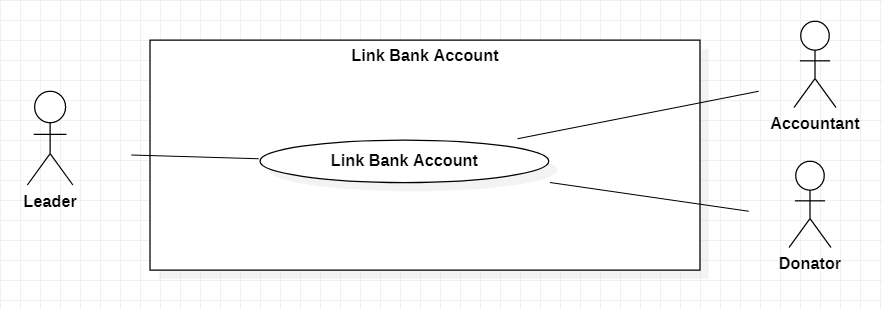 Link Bank Account
Link Bank Account
Leader
Accountant
Donator